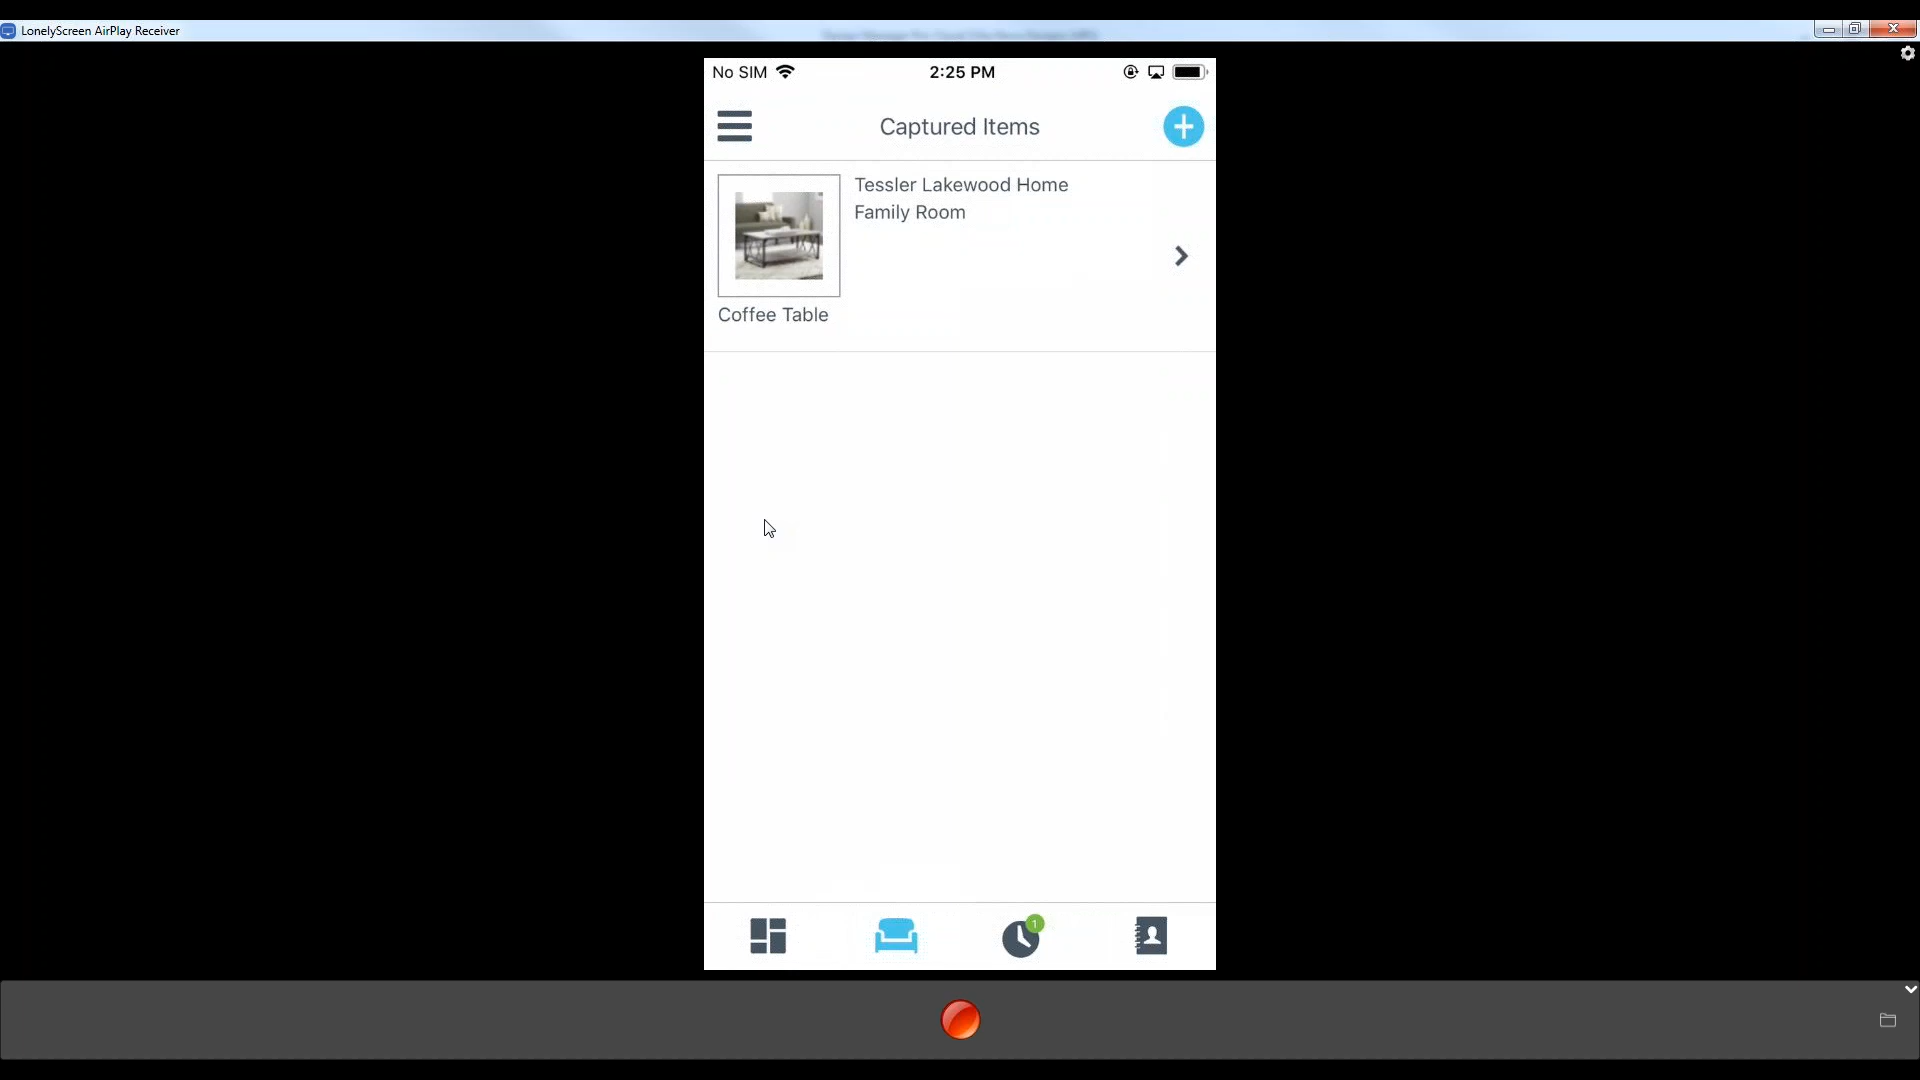 LonelyScreen AirPlay Receiver
No SIM
2:25 PM
Captured Items
Tessler Lakewood Home
Family Room
Coffee Table
1